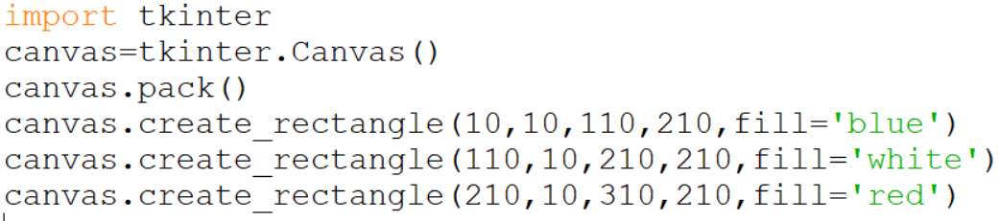 import tkinter
canvas=tkinter.Canvas()
canvas.pack()
canvas.create_rectangle(10,10,110,210,fill='blue')
canvas.create_rectangle(110,10,210,210,fill='white')
canvas.create_rectangle(210,10,310,210,fill='red')